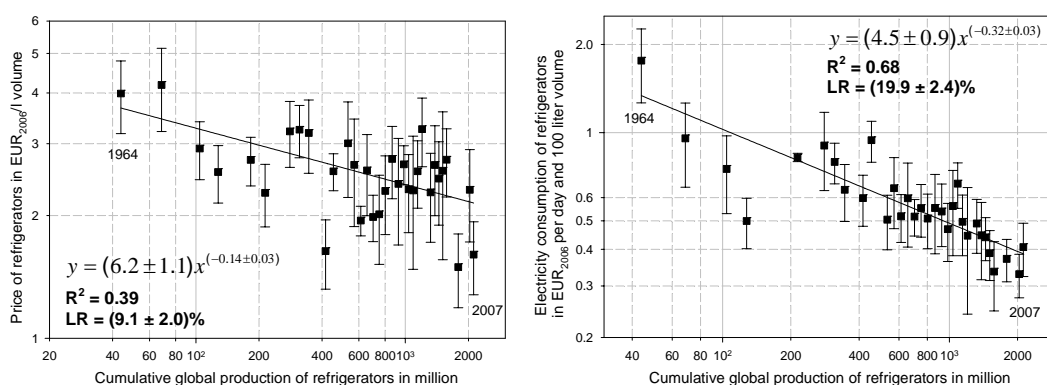 Price of refrigerators in EUR2006/l volume
6
5
4
3
2
1
1964
y = (6.2 ± 1.1)x^(−0.14±0.03)
R² = 0.39
LR = (9.1 ± 2.0)%
2007
20 40 60 80 10² 200 400 600 10³ 2000
Cumulative global production of refrigerators in million
Electricity consumption of refrigerators
in EUR2006 per day and 100 liter volume
2.0
1
0.6
0.5
0.4
0.3
0.2
y = (4.5 ± 0.9)x^(−0.32±0.03)
R² = 0.68
LR = (19.9 ± 2.4)%
1964
2007
40 60 80 10² 200 400 600 800 10³ 2000
Cumulative global production of refrigerators in million